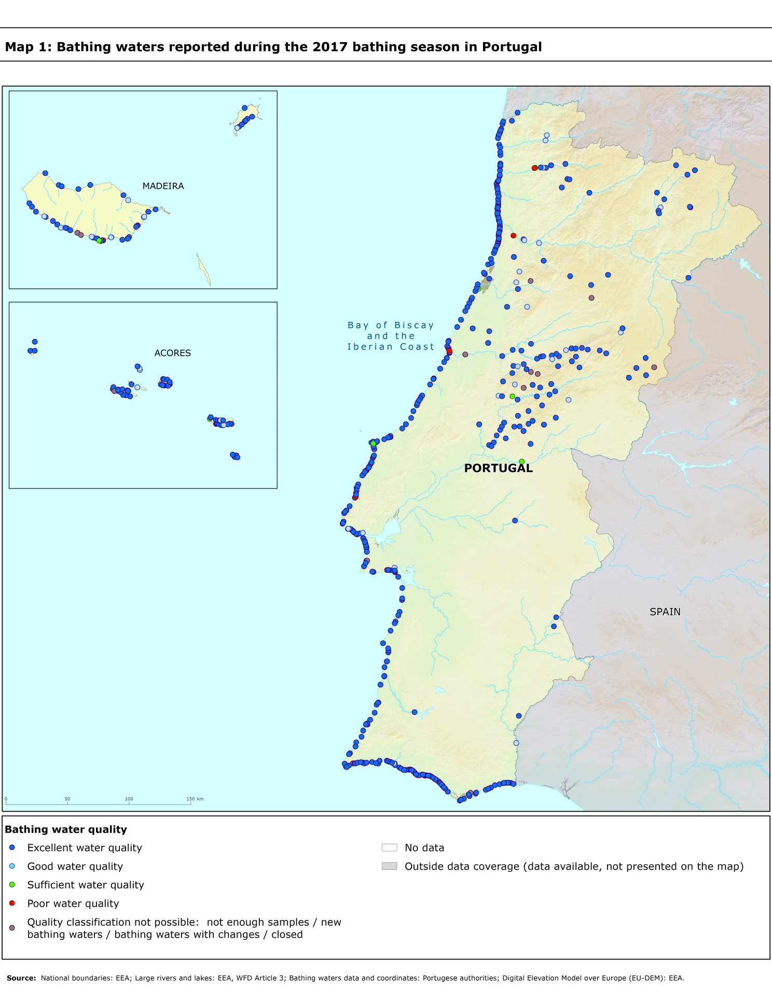 Map 1: Bathing waters reported during the 2017 bathing season in Portugal
MADEIRA
ACORES
Bay of Biscay
and the
Iberian Coast
PORTUGAL
SPAIN
0 50 100 150 km
Bathing water quality
Excellent water quality
Good water quality
Sufficient water quality
Poor water quality
Quality classification not possible: not enough samples / new
bathing waters / bathing waters with changes / closed
No data
Outside data coverage (data available, not presented on the map)
Source: National boundaries: EEA; Large rivers and lakes: EEA, WFD Article 3; Bathing waters data and coordinates: Portugese authorities; Digital Elevation Model over Europe (EU-DEM): EEA.